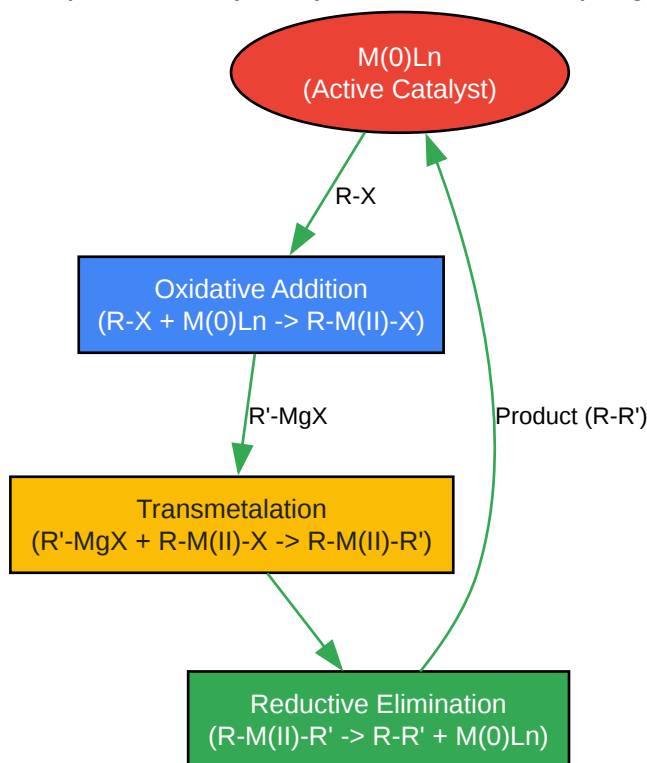 M(0)Ln
(Active Catalyst)
R-X
Oxidative Addition
(R-X + M(0)Ln -> R-M(II)-X)
R'-MgX
Product (R-R')
Transmetalation
(R'-MgX + R-M(II)-X -> R-M(II)-R')
Reductive Elimination
(R-M(II)-R' -> R-R' + M(0)Ln)